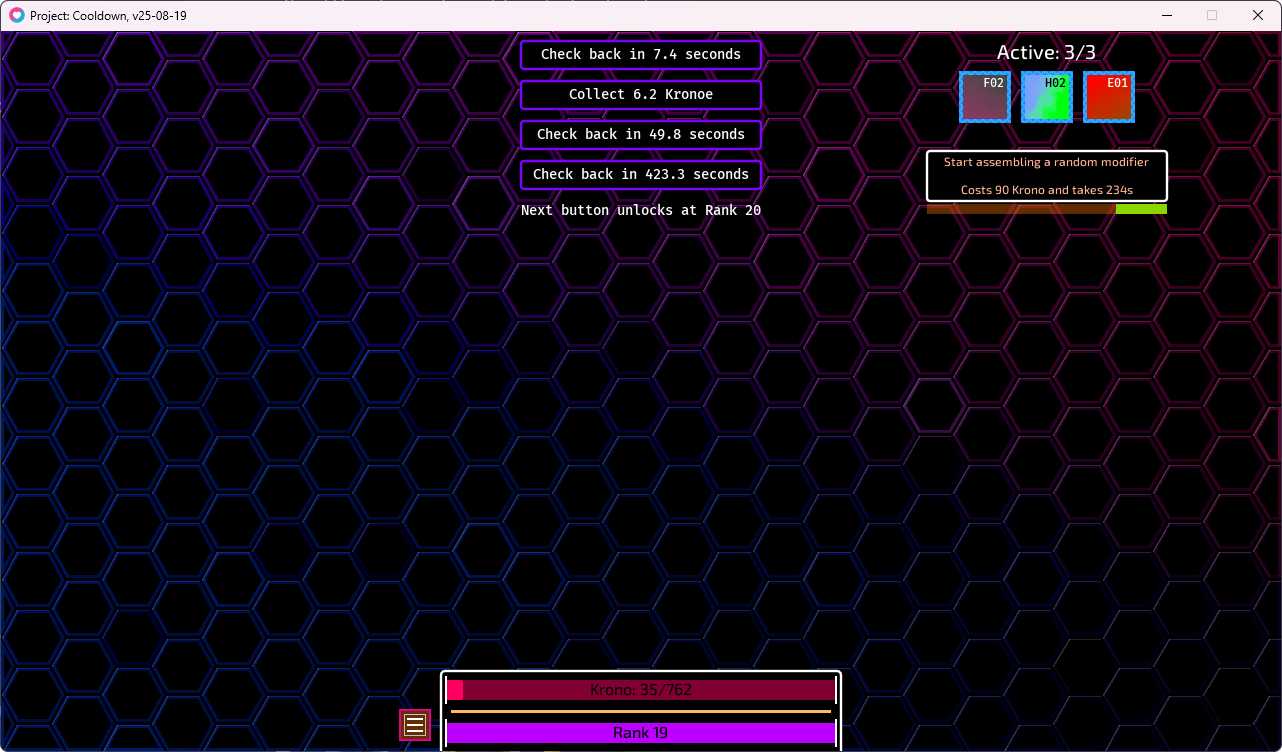 Project: Cooldown, v25-08-19
Check back in 7.4 seconds
Collect 6.2 Kronoe
Check back in 49.8 seconds
Check back in 423.3 seconds
Next button unlocks at Rank 20
Active: 3/3
F02
H02
E01
Start assembling a random modifier
Costs 90 Krono and takes 234s
Krono: 35/762
Rank 19